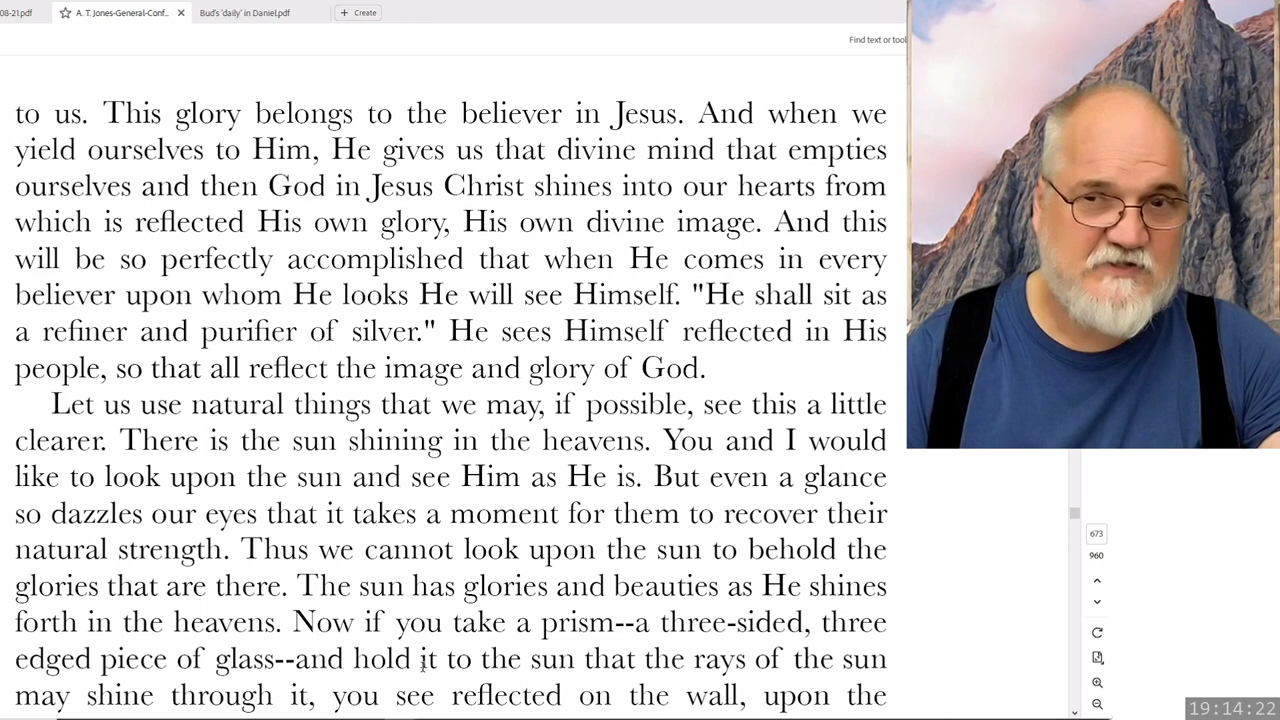 08-21.pdf
A. T. Jones-General-Conf...
Bud's 'daily' in Daniel.pdf
Create
Find text or tool
to us. This glory belongs to the believer in Jesus. And when we
yield ourselves to Him, He gives us that divine mind that empties
ourselves and then God in Jesus Christ shines into our hearts from
which is reflected His own glory, His own divine image. And this
will be so perfectly accomplished that when He comes in every
believer upon whom He looks He will see Himself. "He shall sit as
a refiner and purifier of silver." He sees Himself reflected in His
people, so that all reflect the image and glory of God.
Let us use natural things that we may, if possible, see this a little
clearer. There is the sun shining in the heavens. You and I would
like to look upon the sun and see Him as He is. But even a glance
so dazzles our eyes that it takes a moment for them to recover their
natural strength. Thus we cannot look upon the sun to behold the
glories that are there. The sun has glories and beauties as He shines
forth in the heavens. Now if you take a prism--a three-sided, three
edged piece of glass--and hold it to the sun that the rays of the sun
may shine through it, you see reflected on the wall, upon the
673
960
19:14:22